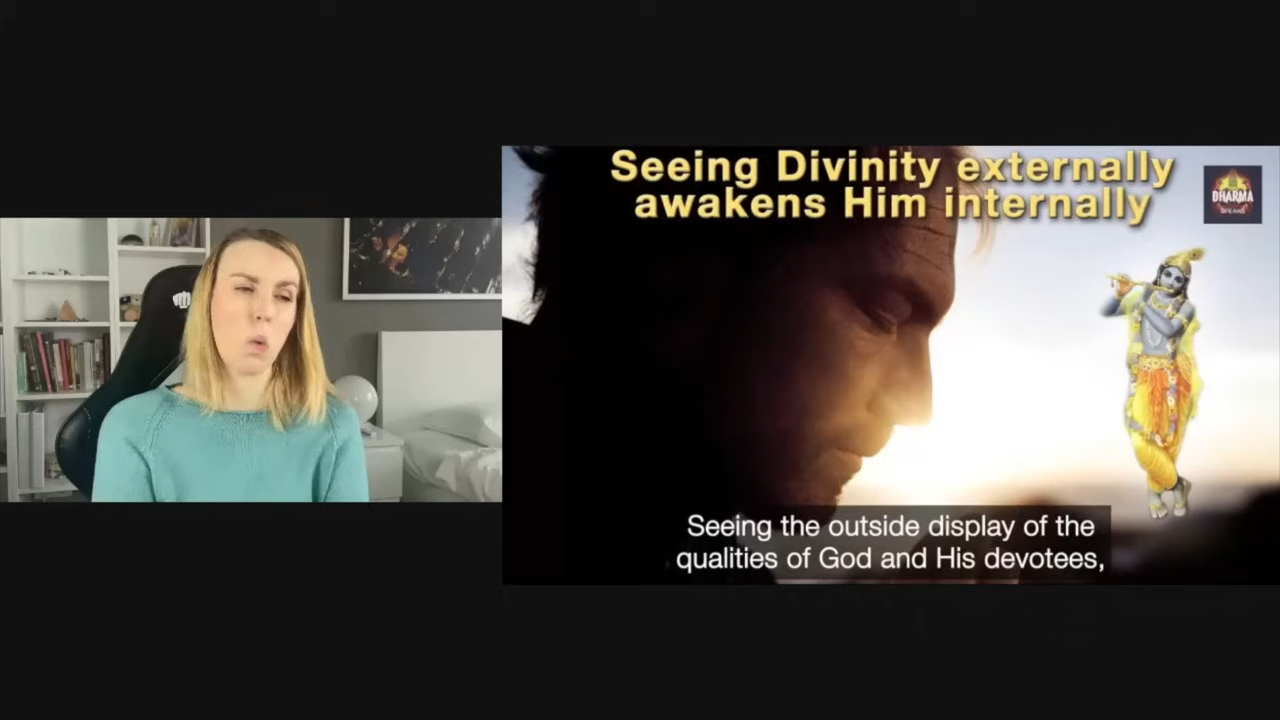 Seeing Divinity externally
awakens Him internally
DHARMA
SPEAKS
Seeing the outside display of the
qualities of God and His devotees,